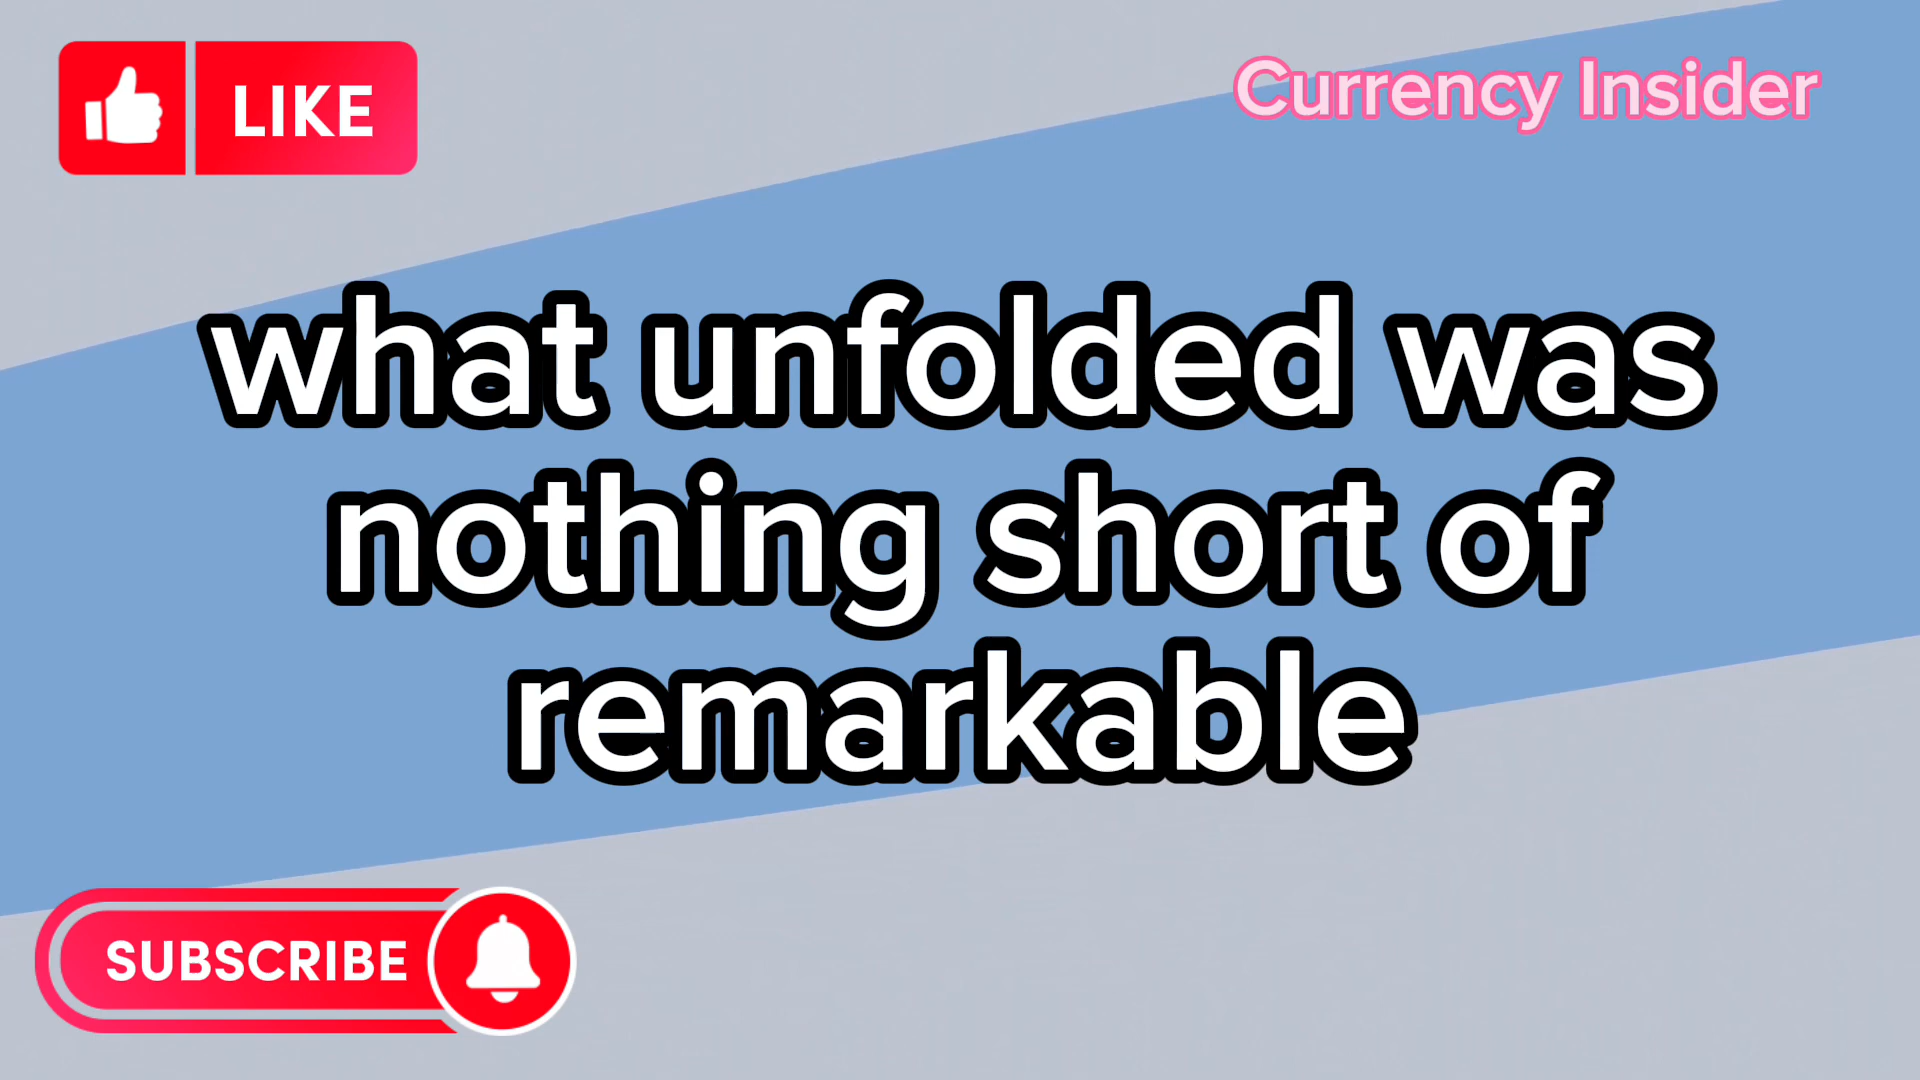 LIKE
Currency Insider
what unfolded was
nothing short of
remarkable
SUBSCRIBE